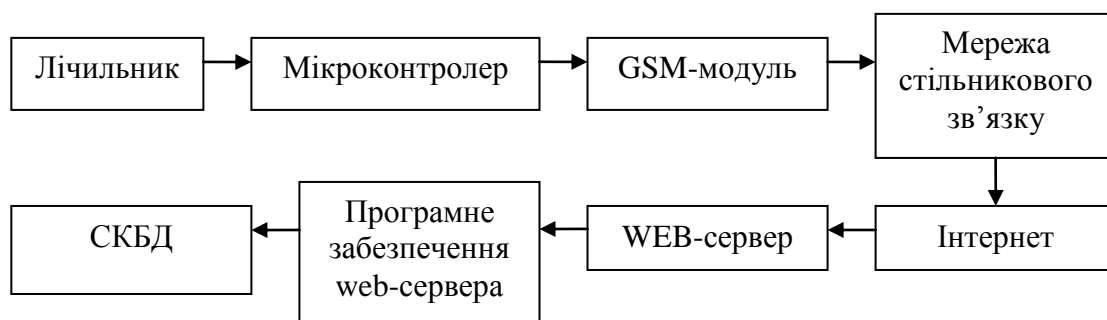 Лічильник
Мікроконтролер
GSM-модуль
Мережа
стільникового
зв’язку
СКБД
Програмне
забезпечення
web-сервера
WEB-сервер
Інтернет